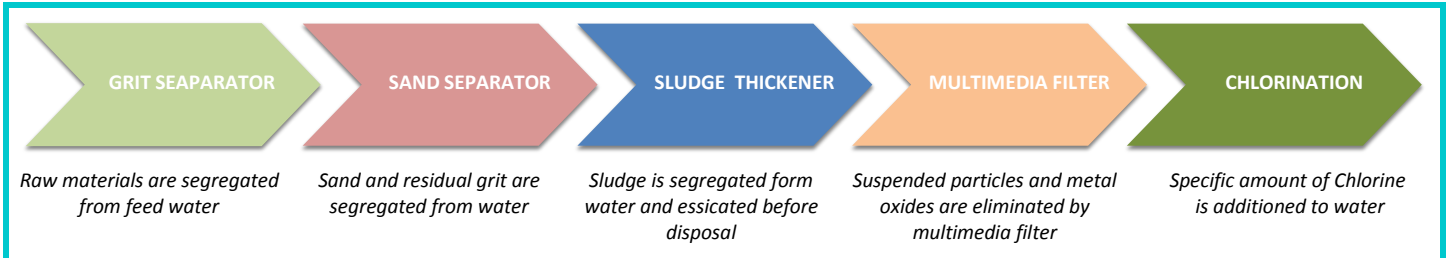 GRIT SEAPARATOR
SAND SEPARATOR
SLUDGE THICKENER
MULTIMEDIA FILTER
CHLORINATION
Raw materials are segregated
from feed water
Sand and residual grit are
segregated from water
Sludge is segregated form
water and essicated before
disposal
Suspended particles and metal
oxides are eliminated by
multimedia filter
Specific amount of Chlorine
is additioned to water